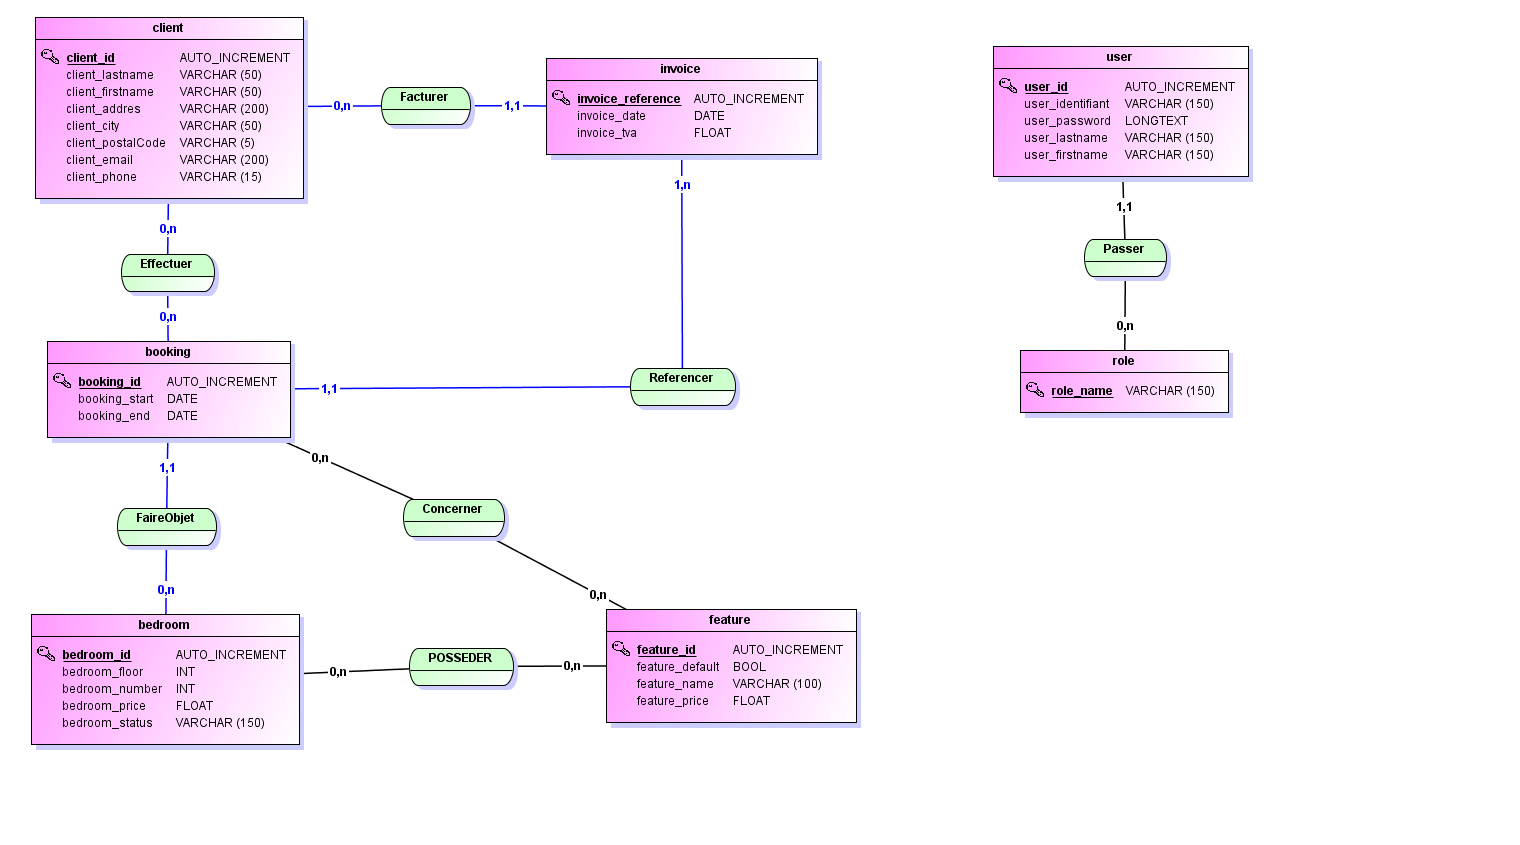 client
client_id AUTO_INCREMENT
client_lastname VARCHAR (50)
client_firstname VARCHAR (50)
client_addres VARCHAR (200)
client_city VARCHAR (50)
client_postalCode VARCHAR (5)
client_email VARCHAR (200)
client_phone VARCHAR (15)
0,n
Facturer
1,1
invoice
invoice_reference AUTO_INCREMENT
invoice_date DATE
invoice_tva FLOAT
user
user_id AUTO_INCREMENT
user_identifiant VARCHAR (150)
user_password LONGTEXT
user_lastname VARCHAR (150)
user_firstname VARCHAR (150)
1,n
1,1
0,n
Passer
Effectuer
0,n
0,n
booking
booking_id AUTO_INCREMENT
booking_start DATE
booking_end DATE
1,1
Referencer
role
role_name VARCHAR (150)
1,1
0,n
FaireObjet
Concerner
0,n
0,n
bedroom
bedroom_id AUTO_INCREMENT
bedroom_floor INT
bedroom_number INT
bedroom_price FLOAT
bedroom_status VARCHAR (150)
0,n
POSSEDER
0,n
feature
feature_id AUTO_INCREMENT
feature_default BOOL
feature_name VARCHAR (100)
feature_price FLOAT